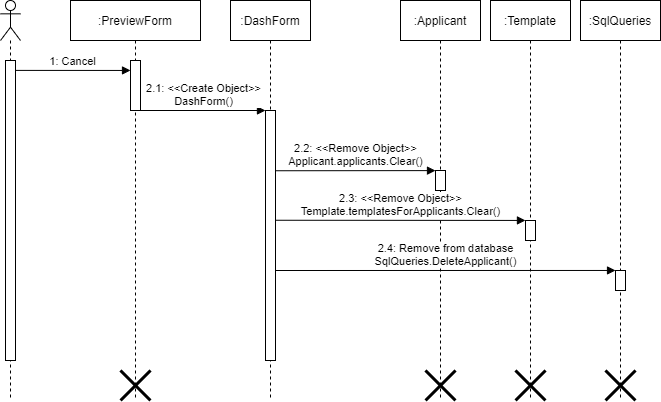 :PreviewForm
:DashForm
:Applicant
:Template
:SqlQueries
1: Cancel
2.1: <<Create Object>>
DashForm()
2.2: <<Remove Object>>
Applicant.applicants.Clear()
2.3: <<Remove Object>>
Template.templatesForApplicants.Clear()
2.4: Remove from database
SqlQueries.DeleteApplicant()